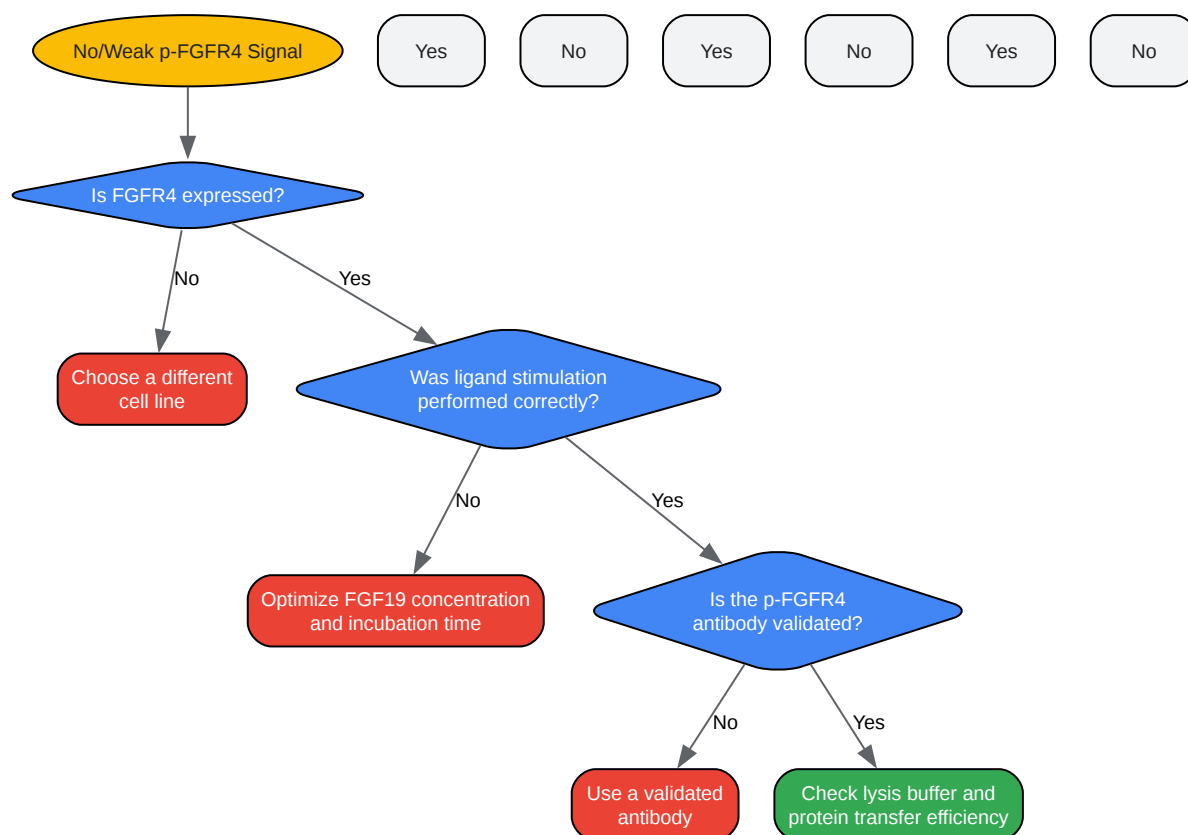 No/Weak p-FGFR4 Signal
Yes
No
Yes
No
Yes
No
Is FGFR4 expressed?
No
Yes
Choose a different
cell line
Was ligand stimulation
performed correctly?
No
Yes
Optimize FGF19 concentration
and incubation time
Is the p-FGFR4
antibody validated?
No
Yes
Use a validated
antibody
Check lysis buffer and
protein transfer efficiency